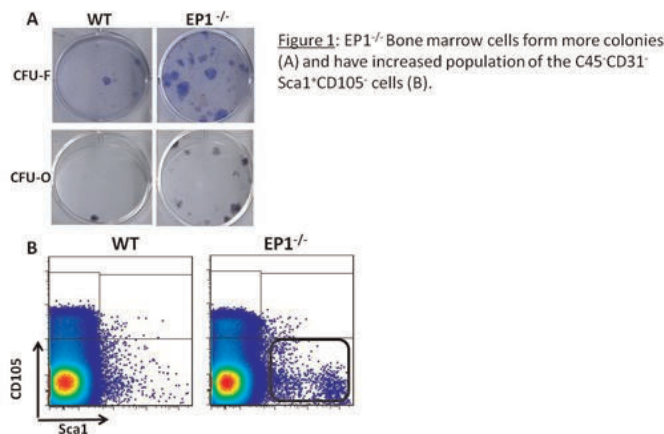 A
WT
EP1 -/-
CFU-F
CFU-O
Figure 1: EP1-/- Bone marrow cells form more colonies
(A) and have increased population of the C45-CD31-
Sca1+CD105- cells (B).
B
WT
EP1-/-
CD105
Sca1